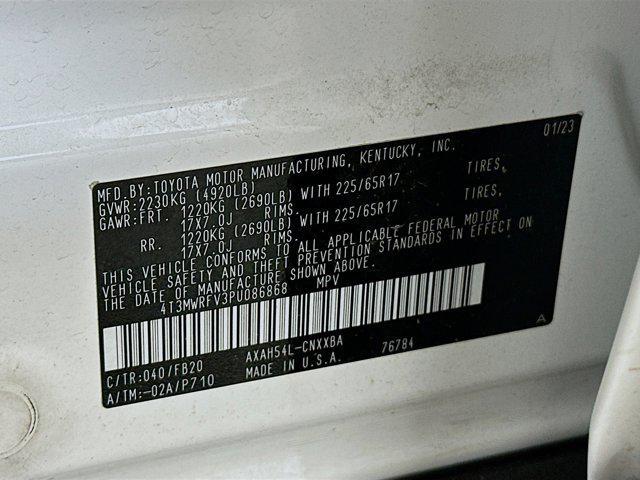 MFD. BY: TOYOTA MOTOR MANUFACTURING, KENTUCKY, INC. 01/23
GVWR: 2230KG (4920LB)
GAWR: FRT. 1220KG (2690LB) WITH 225/65R17 TIRES,
17X7.0J RIMS.
RR. 1220KG (2690LB) WITH 225/65R17 TIRES,
17X7.0J RIMS.
THIS VEHICLE CONFORMS TO ALL APPLICABLE FEDERAL MOTOR
VEHICLE SAFETY AND THEFT PREVENTION STANDARDS IN EFFECT ON
THE DATE OF MANUFACTURE SHOWN ABOVE.
4T3MWRFV3PU086868 MPV
C/TR: 040/FB20 AXAH54L-CNXXBA 76784 A
A/TM: -02A/P710 MADE IN U.S.A.